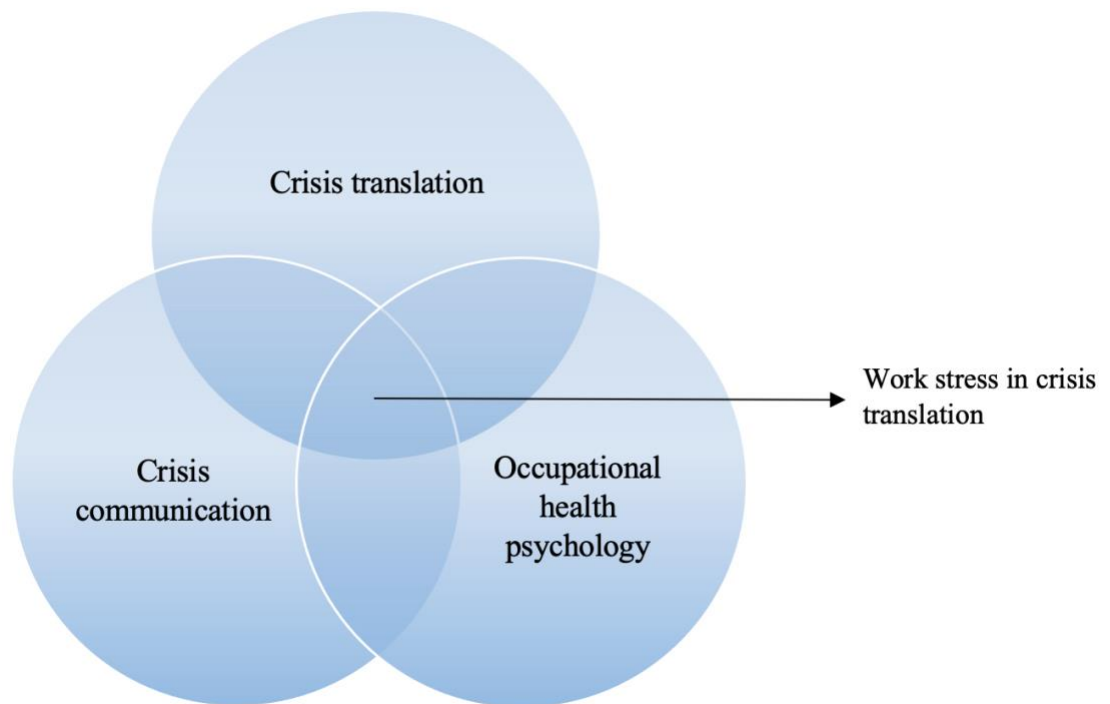 Crisis translation
Crisis
communication
Occupational
health
psychology
Work stress in crisis
translation